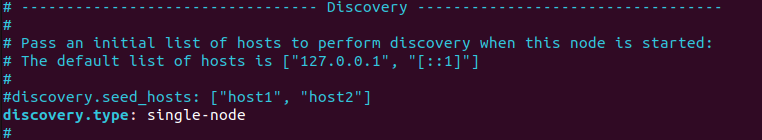 # --------------------------------- Discovery ----------------------------------
#
# Pass an initial list of hosts to perform discovery when this node is started:
# The default list of hosts is ["127.0.0.1", "[::1]"]
#
#discovery.seed_hosts: ["host1", "host2"]
discovery.type: single-node
#